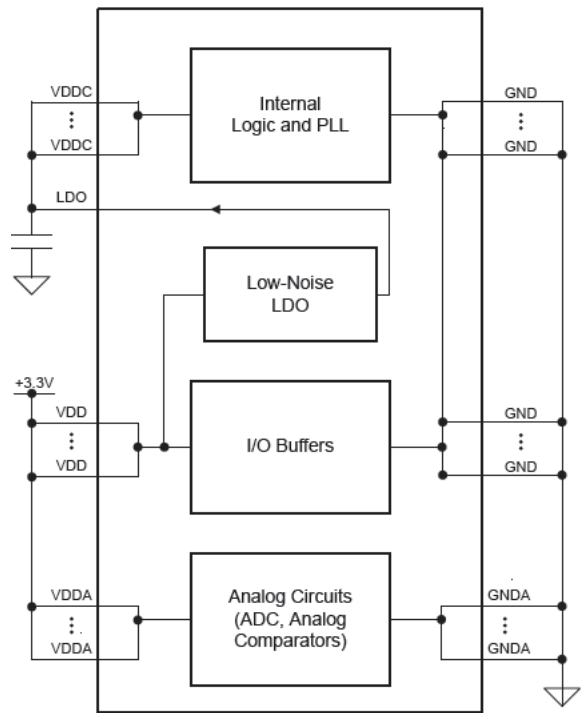 VDDC
VDDC
LDO
+3.3V
VDD
VDD
VDDA
VDDA
Internal
Logic and PLL
Low-Noise
LDO
I/O Buffers
Analog Circuits
(ADC, Analog
Comparators)
GND
GND
GND
GND
GNDA
GNDA